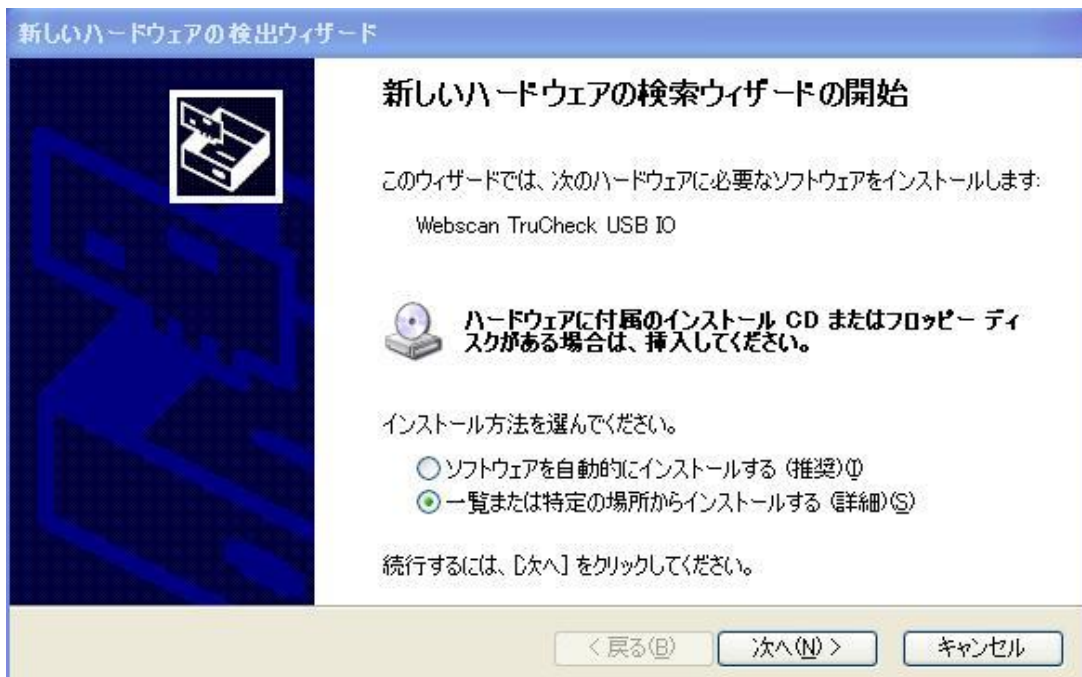 新しいハードウェアの検出ウィザード
新しいハードウェアの検索ウィザードの開始
このウィザードでは、次のハードウェアに必要なソフトウェアをインストールします:
Webscan TruCheck USB IO
ハードウェアに付属のインストール CD またはフロッピー ディ
スクがある場合は、挿入してください。
インストール方法を選んでください。
ソフトウェアを自動的にインストールする (推奨)(I)
一覧または特定の場所からインストールする (詳細)(S)
続行するには、[次へ] をクリックしてください。
< 戻る(B) 次へ(N) > キャンセル